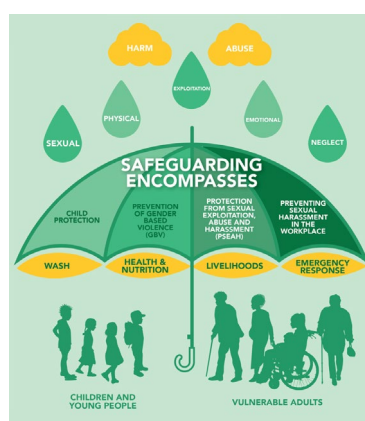 HARM
ABUSE
EXPLOITATION
PHYSICAL
EMOTIONAL
SEXUAL
NEGLECT
SAFEGUARDING
ENCOMPASSES
CHILD
PROTECTION
PREVENTION
OF GENDER
BASED
VIOLENCE
(GBV)
PROTECTION
FROM SEXUAL
EXPLOITATION,
ABUSE AND
HARASSMENT
(PSEAH)
PREVENTING
SEXUAL
HARASSMENT
IN THE
WORKPLACE
WASH
HEALTH &
NUTRITION
LIVELIHOODS
EMERGENCY
RESPONSE
CHILDREN AND
YOUNG PEOPLE
VULNERABLE ADULTS